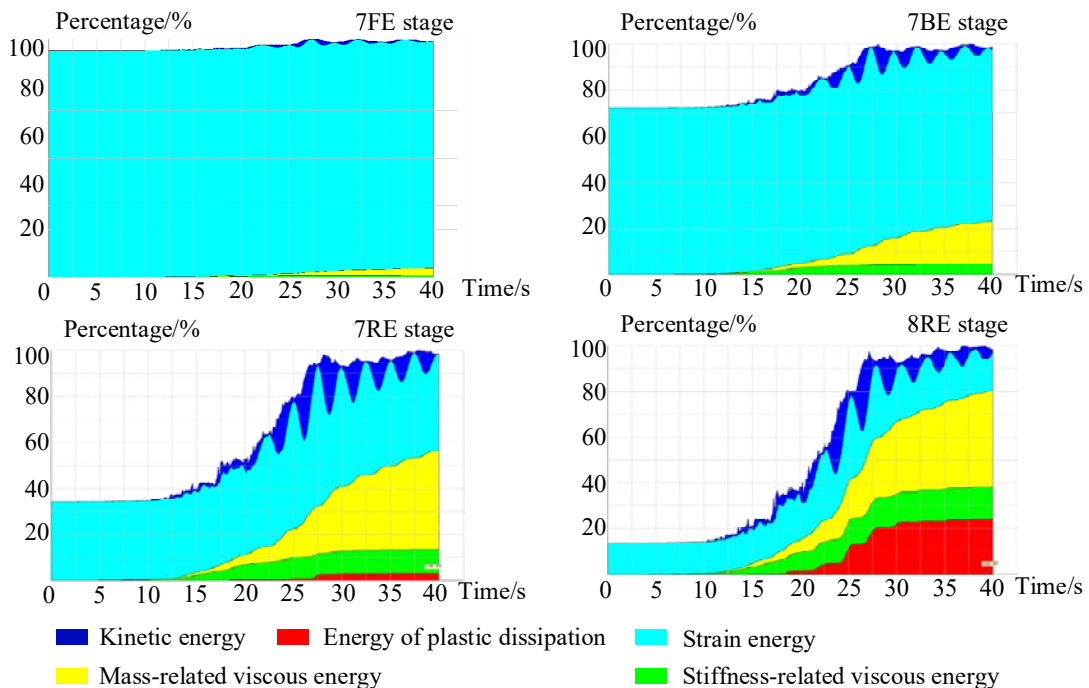 Percentage/% 7FE stage
100
80
60
40
20
0 5 10 15 20 25 30 35 40 Time/s
Percentage/% 7BE stage
100
80
60
40
20
0 5 10 15 20 25 30 35 40 Time/s
Percentage/% 7RE stage
100
80
60
40
20
0 5 10 15 20 25 30 35 40 Time/s
Percentage/% 8RE stage
100
80
60
40
20
0 5 10 15 20 25 30 35 40 Time/s
Kinetic energy Energy of plastic dissipation Strain energy
Mass-related viscous energy Stiffness-related viscous energy